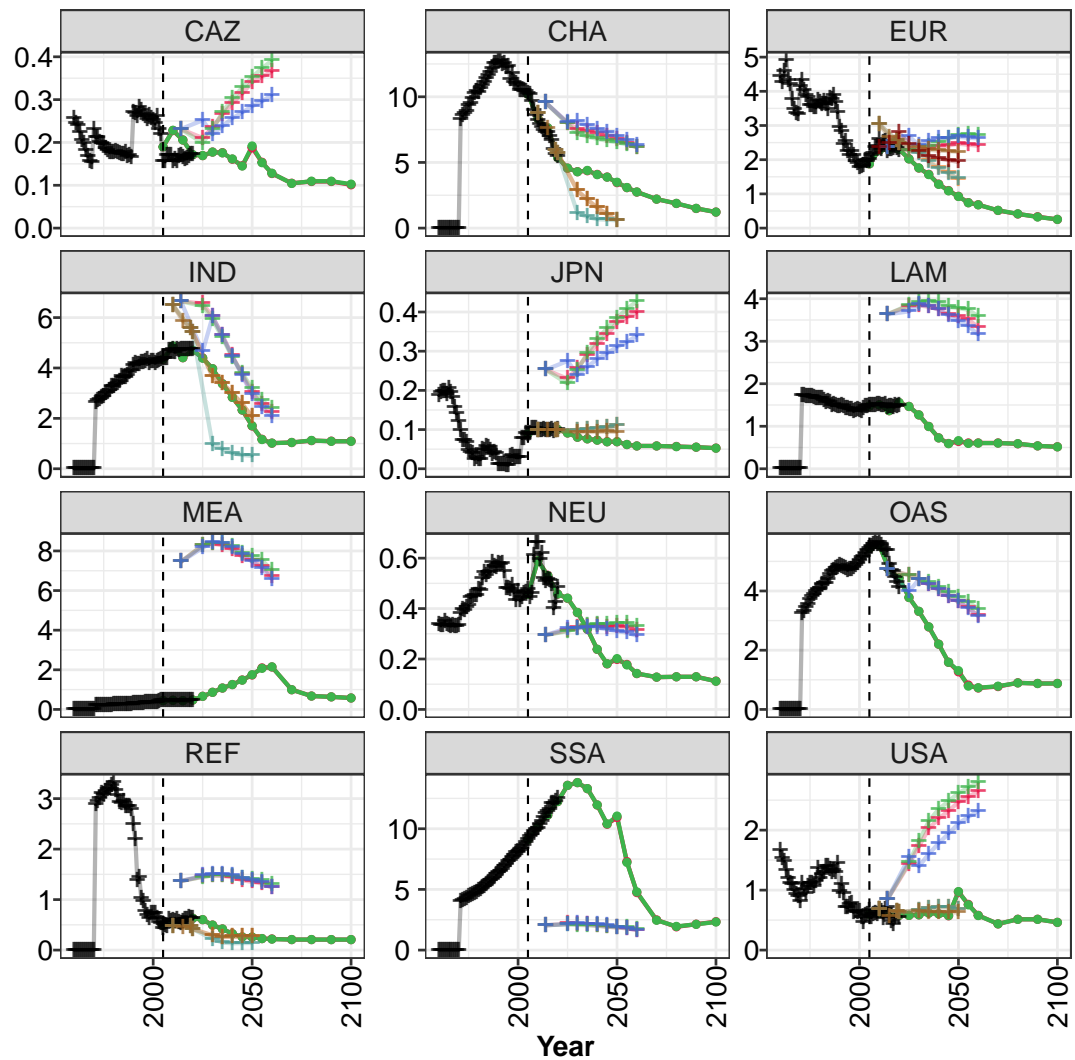 CAZ CHA EUR
0.4 10 5
0.3 4
0.2 5 3
0.1 2
0.0 0 1
0
IND JPN LAM
6 0.4 4
4 0.3 3
2 0.2 2
0 0.1 1
0.0 0
MEA NEU OAS
8 0.6 4
6 0.4
4 0.2 2
2 0.0
0 0
REF SSA USA
3 10 2
2 5 1
1 0 0
0
2000 2050 2100 2000 2050 2100 2000 2050 2100
Year